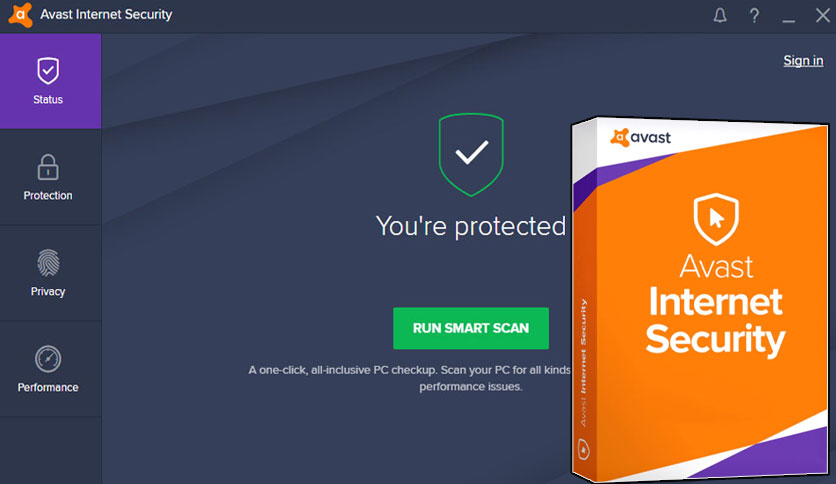 Avast Internet Security
?
Sign in
Status
Protection
Privacy
Performance
You're protected
RUN SMART SCAN
A one-click, all-inclusive PC checkup. Scan your PC for all kinds
performance issues.
avast
Avast
Internet
Security
Avast Internet Security